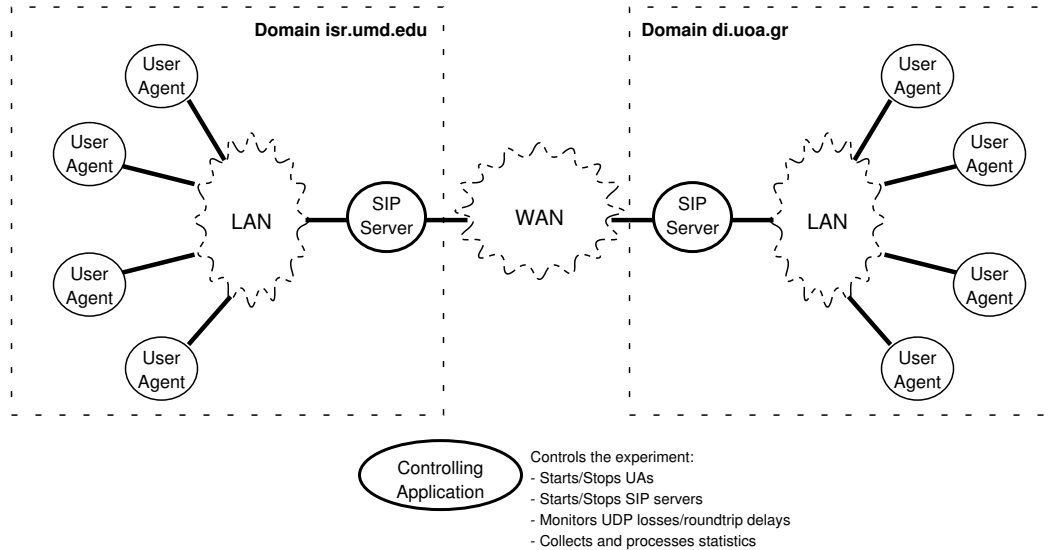 Domain isr.umd.edu
Domain di.uoa.gr
User
Agent
User
Agent
User
Agent
User
Agent
LAN
SIP
Server
WAN
SIP
Server
LAN
User
Agent
User
Agent
User
Agent
User
Agent
Controlling
Application
Controls the experiment:
- Starts/Stops UAs
- Starts/Stops SIP servers
- Monitors UDP losses/roundtrip delays
- Collects and processes statistics